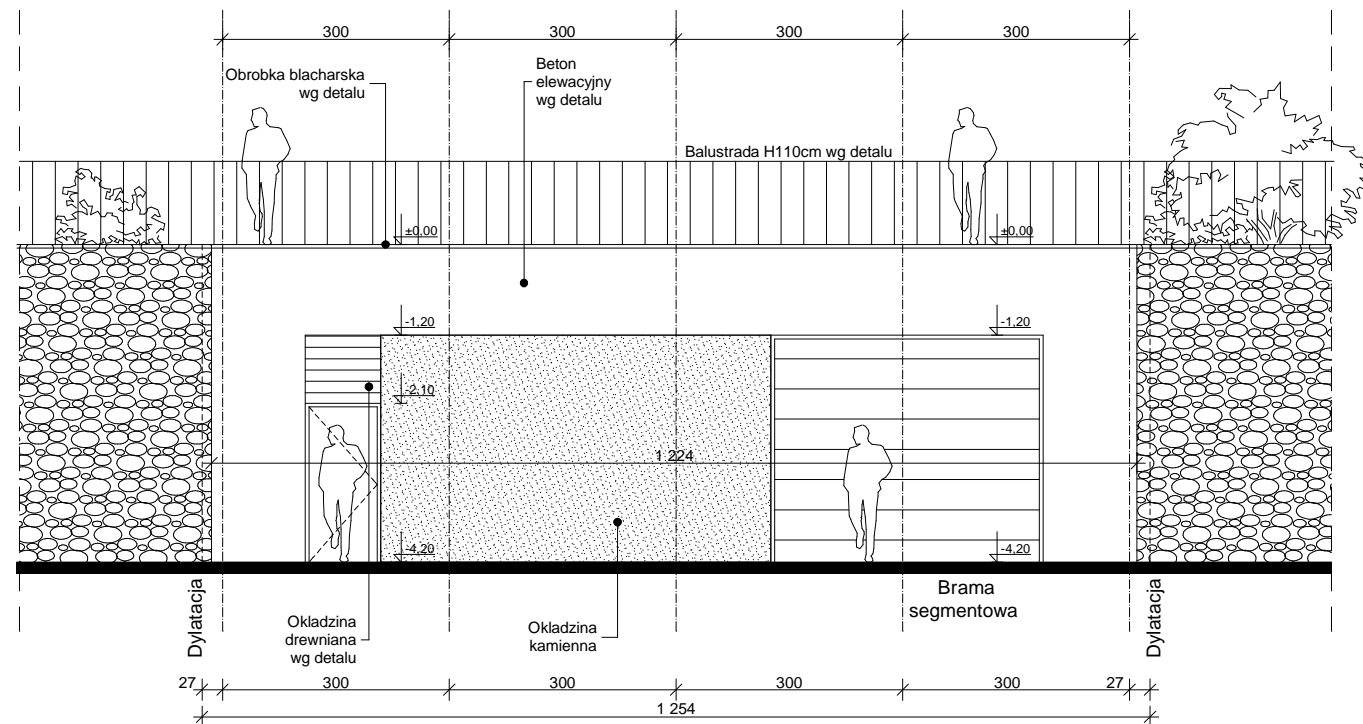 300
300
300
300
Obrobka blacharska
wg detalu
Beton
elewacyjny
wg detalu
Balustrada H110cm wg detalu
±0,00
±0,00
-1,20
-1,20
-2,10
1 224
-4,20
-4,20
Dylatacja
Okladzina
drewniana
wg detalu
Okladzina
kamienna
Brama
segmentowa
Dylatacja
27
300
300
300
300
27
1 254